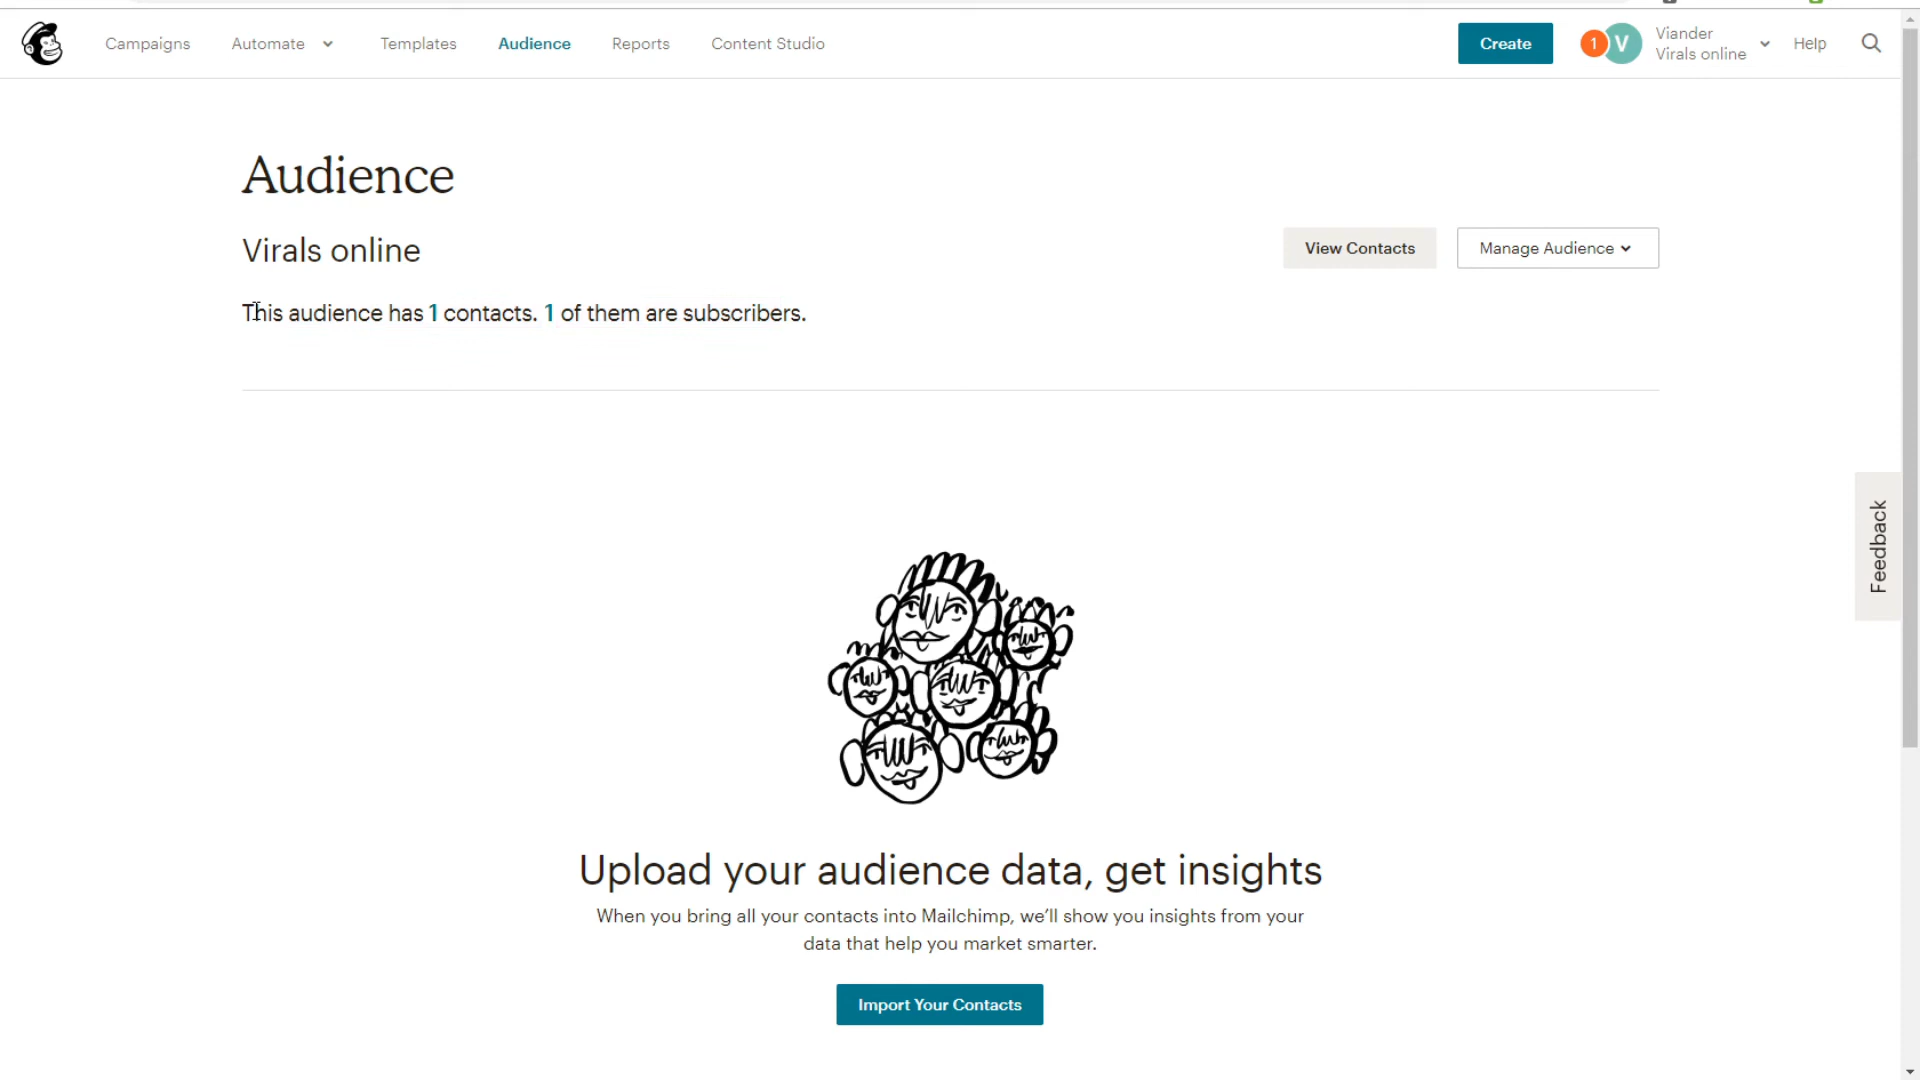 Campaigns
Automate
Templates
Audience
Reports
Content Studio
Create
1
V
Viander
Virals online
Help
Audience
Virals online
View Contacts
Manage Audience
This audience has 1 contacts. 1 of them are subscribers.
Feedback
Upload your audience data, get insights
When you bring all your contacts into Mailchimp, we'll show you insights from your
data that help you market smarter.
Import Your Contacts